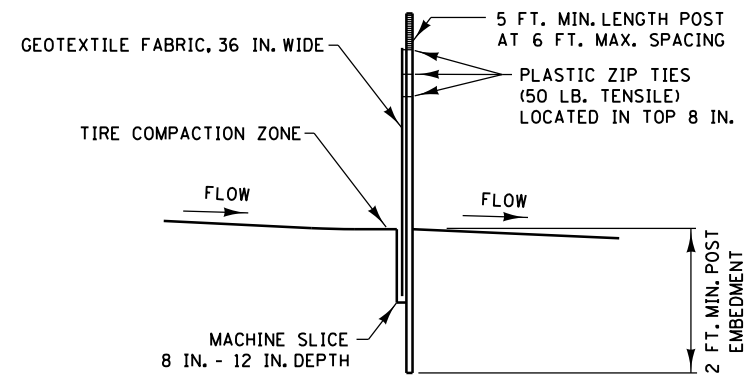 5 FT. MIN. LENGTH POST
AT 6 FT. MAX. SPACING
GEOTEXTILE FABRIC, 36 IN. WIDE
PLASTIC ZIP TIES
(50 LB. TENSILE)
LOCATED IN TOP 8 IN.
TIRE COMPACTION ZONE
FLOW
FLOW
2 FT. MIN. POST
EMBEDMENT
MACHINE SLICE
8 IN. - 12 IN. DEPTH